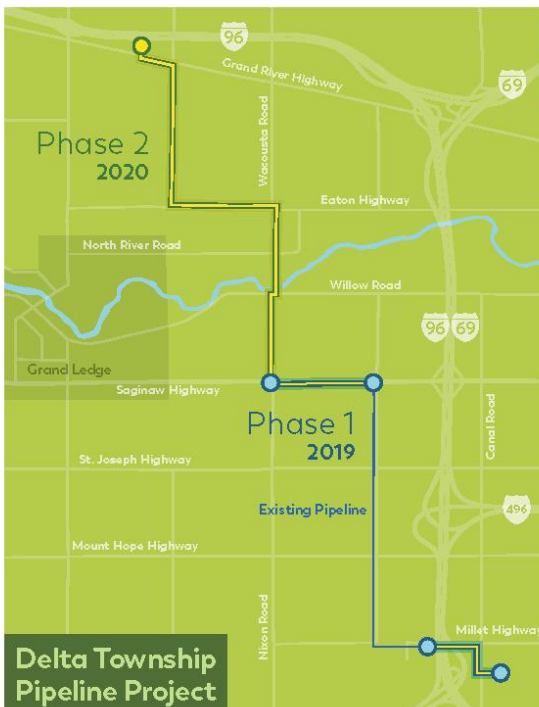 96
Grand River Highway
69
Wacousta Road
Phase 2
2020
Eaton Highway
North River Road
Willow Road
96
69
Grand Ledge
Saginaw Highway
Phase 1
2019
Canal Road
St. Joseph Highway
Existing Pipeline
496
Mount Hope Highway
Nixon Road
Millet Highway
Delta Township
Pipeline Project